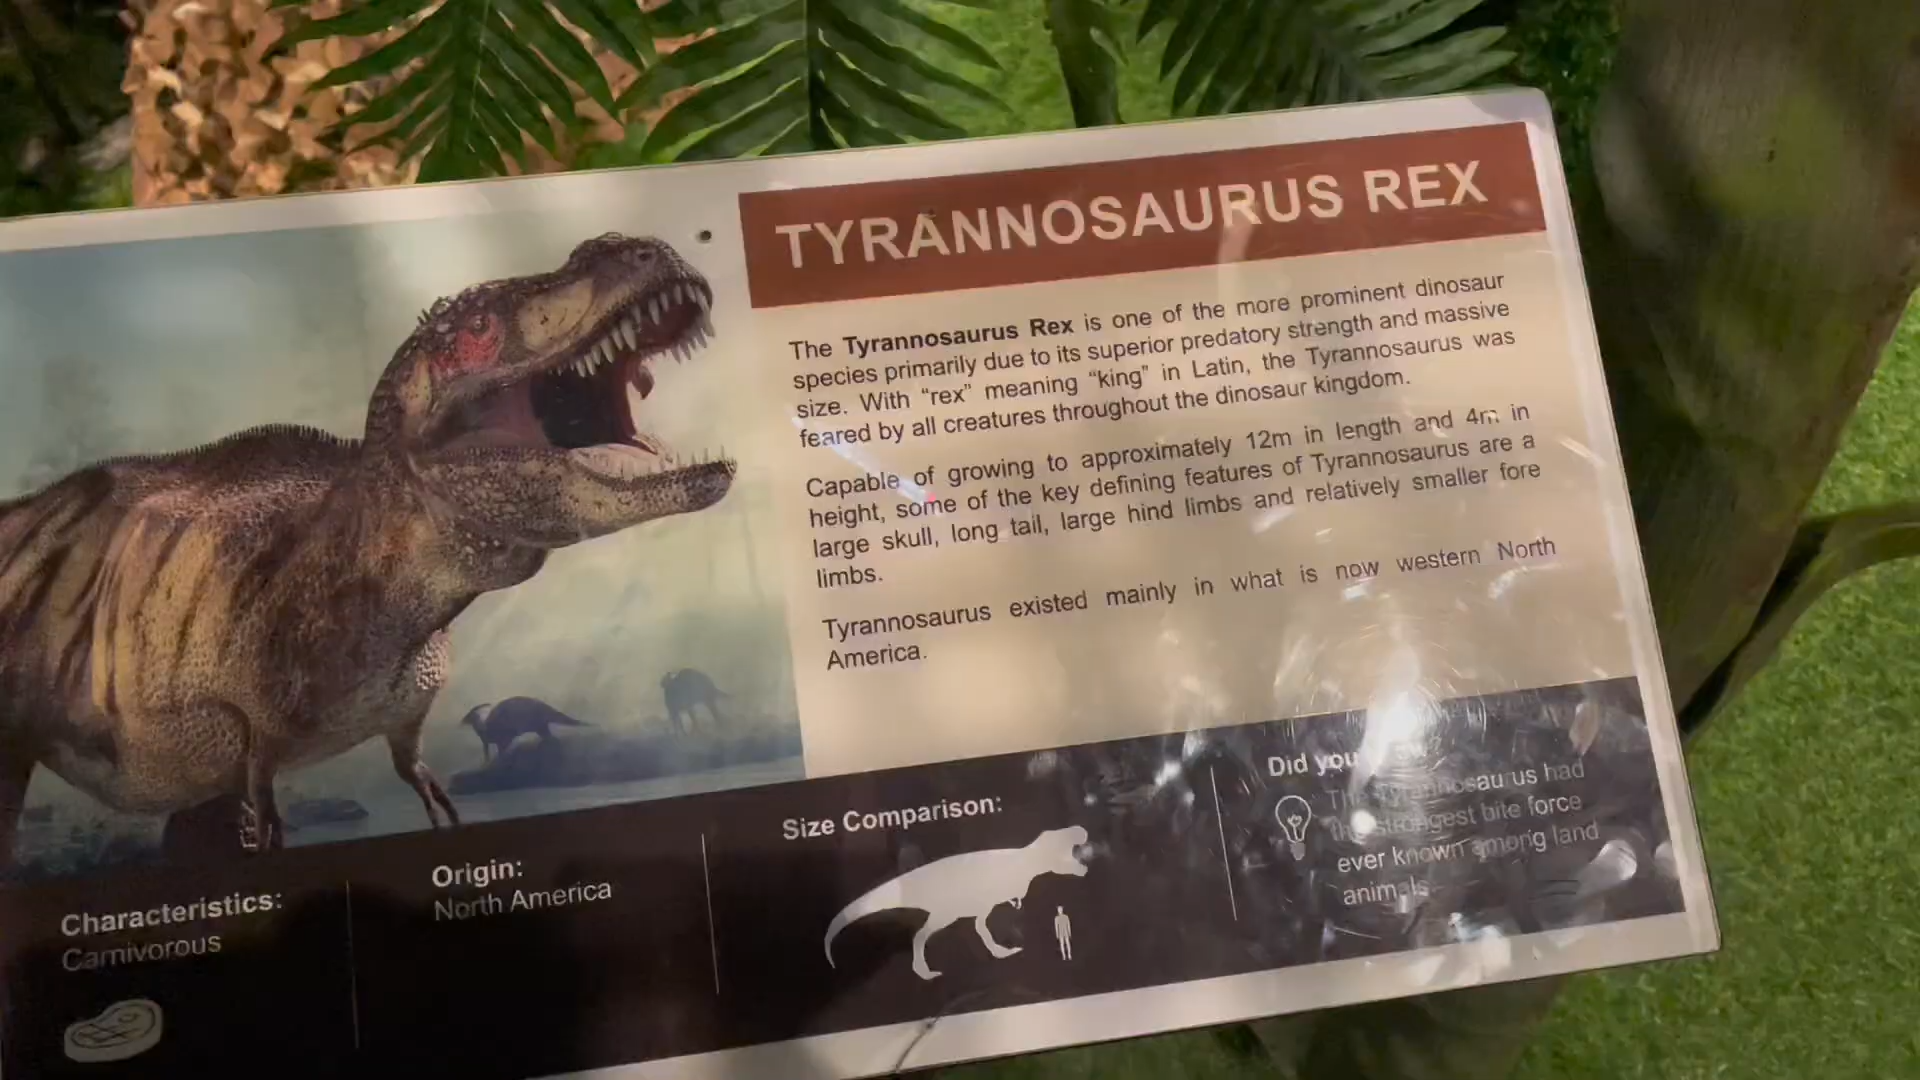 TYRANNOSAURUS REX
The Tyrannosaurus Rex is one of the more prominent dinosaur
species primarily due to its superior predatory strength and massive
size. With “rex” meaning “king” in Latin, the Tyrannosaurus was
feared by all creatures throughout the dinosaur kingdom.
Capable of growing to approximately 12m in length and 4m in
height, some of the key defining features of Tyrannosaurus are a
large skull, long tail, large hind limbs and relatively smaller fore
limbs.
Tyrannosaurus existed mainly in what is now western North
America.
Characteristics:
Carnivorous
Origin:
North America
Size Comparison:
Did you
The Tyrannosaurus had
the strongest bite force
ever known among land
animals